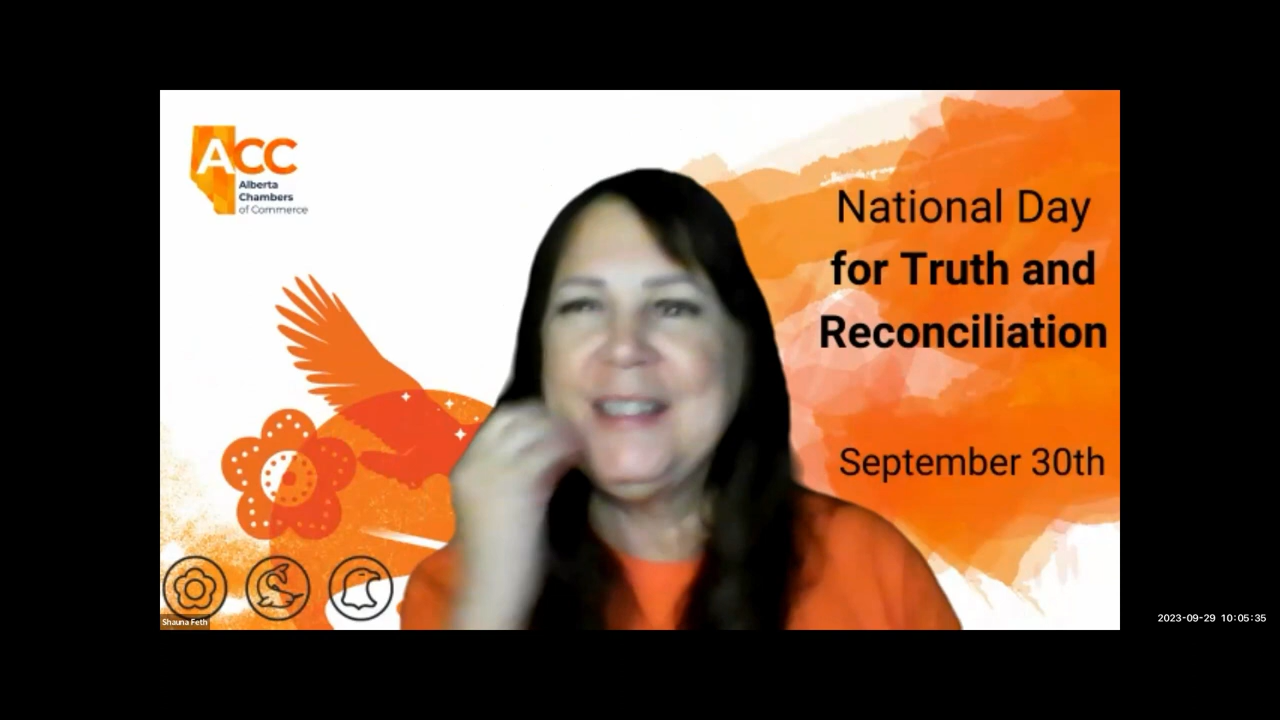 ACC
Alberta
Chambers
of Commerce
National Day
for Truth and
Reconciliation
September 30th
Shauna Feth
2023-09-29 10:05:35